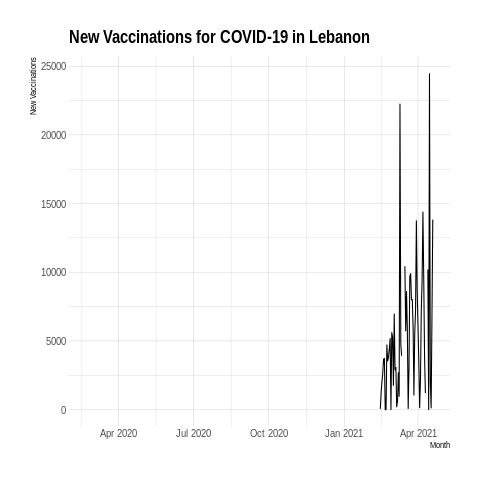 New Vaccinations for COVID-19 in Lebanon
New Vaccinations
25000
20000
15000
10000
5000
0
Apr 2020 Jul 2020 Oct 2020 Jan 2021 Apr 2021
Month